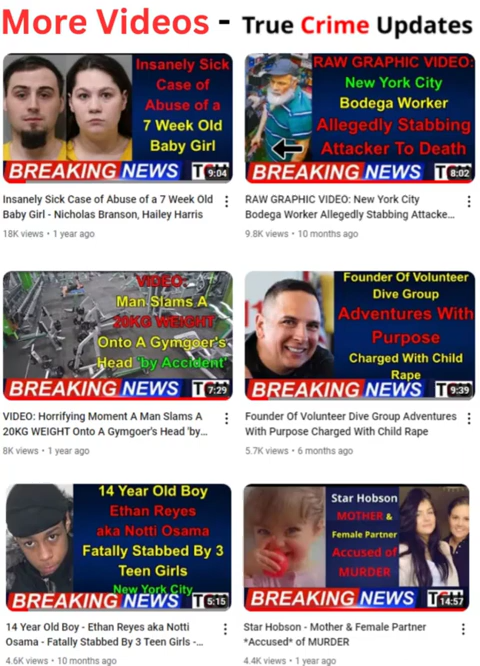 More Videos - True Crime Updates
Insanely Sick
Case of
Abuse of a
7 Week Old
Baby Girl
BREAKING NEWS
9:04
Insanely Sick Case of Abuse of a 7 Week Old
Baby Girl - Nicholas Branson, Hailey Harris
18K views • 1 year ago
RAW GRAPHIC VIDEO:
New York City
Bodega Worker
Allegedly Stabbing
Attacker To Death
BREAKING NEWS
8:02
RAW GRAPHIC VIDEO: New York City
Bodega Worker Allegedly Stabbing Attacke...
9.8K views • 10 months ago
VIDEO:
Man Slams A
20KG WEIGHT
Onto A Gymgoer's
Head 'by Accident'
BREAKING NEWS
7:29
VIDEO: Horrifying Moment A Man Slams A
20KG WEIGHT Onto A Gymgoer's Head 'by...
8K views • 1 year ago
Founder Of Volunteer
Dive Group
Adventures With
Purpose
Charged With Child
Rape
BREAKING NEWS
9:39
Founder Of Volunteer Dive Group Adventures
With Purpose Charged With Child Rape
5.7K views • 6 months ago
14 Year Old Boy
Ethan Reyes
aka Notti Osama
Fatally Stabbed By 3
Teen Girls
New York City
BREAKING NEWS
5:15
14 Year Old Boy - Ethan Reyes aka Notti
Osama - Fatally Stabbed By 3 Teen Girls -...
4.6K views • 10 months ago
Star Hobson
MOTHER &
Female Partner
Accused of
MURDER
BREAKING NEWS
14:57
Star Hobson - Mother & Female Partner
*Accused* of MURDER
4.4K views • 1 year ago